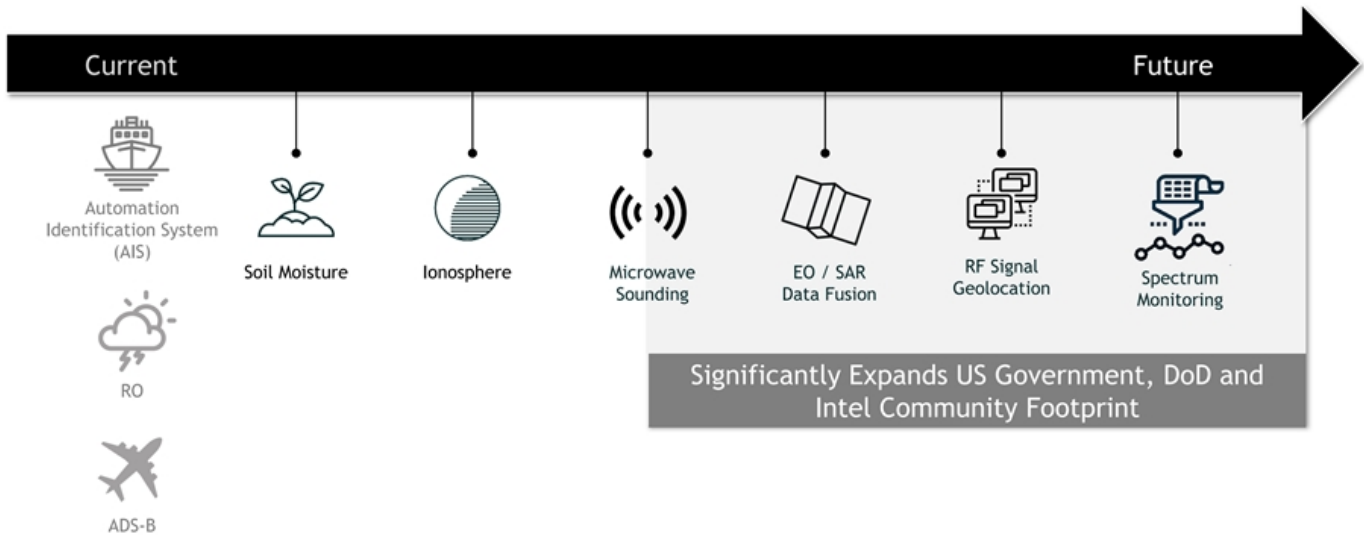 Current
Future
Automation
Identification System
(AIS)
RO
ADS-B
Soil Moisture
Ionosphere
Microwave
Sounding
EO / SAR
Data Fusion
RF Signal
Geolocation
Spectrum
Monitoring
Significantly Expands US Government, DoD and
Intel Community Footprint